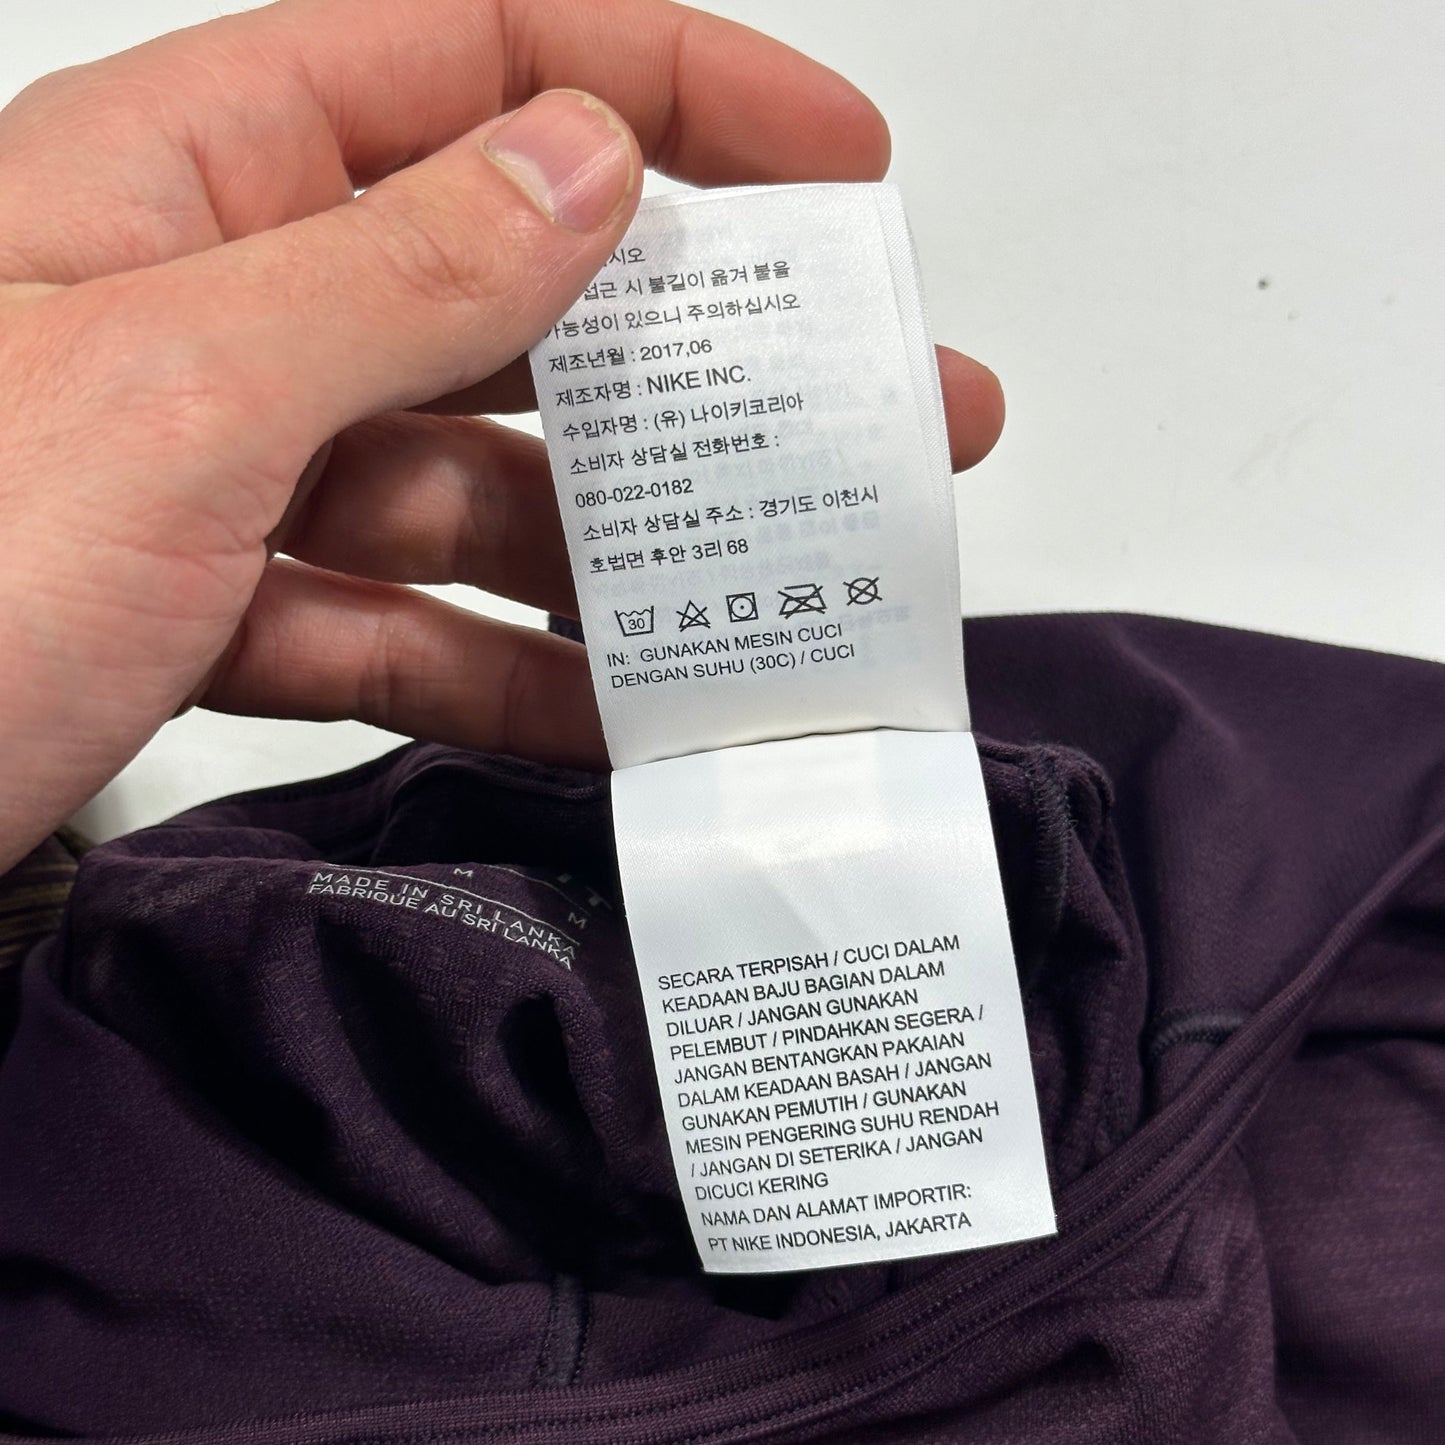 시오
접근 시 불길이 옮겨 붙을
가능성이 있으니 주의하십시오
제조년월 : 2017,06
제조자명 : NIKE INC.
수입자명 : (유) 나이키코리아
소비자 상담실 전화번호 :
080-022-0182
소비자 상담실 주소 : 경기도 이천시
호법면 후안 3리 68
30
IN: GUNAKAN MESIN CUCI
DENGAN SUHU (30C) / CUCI
M
M
MADE IN SRI LANKA
FABRIQUÉ AU SRI LANKA
SECARA TERPISAH / CUCI DALAM
KEADAAN BAJU BAGIAN DALAM
DILUAR / JANGAN GUNAKAN
PELEMBUT / PINDAHKAN SEGERA /
JANGAN BENTANGKAN PAKAIAN
DALAM KEADAAN BASAH / JANGAN
GUNAKAN PEMUTIH / GUNAKAN
MESIN PENGERING SUHU RENDAH
/ JANGAN DI SETERIKA / JANGAN
DICUCI KERING
NAMA DAN ALAMAT IMPORTIR:
PT NIKE INDONESIA, JAKARTA